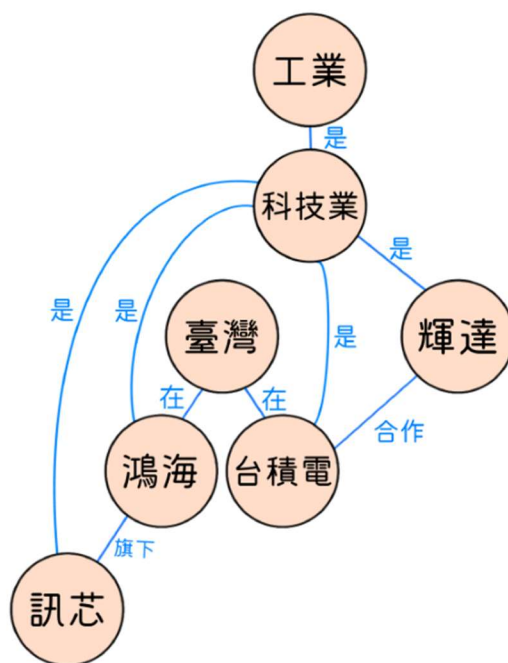 工業
是
科技業
是
是
是
是
臺灣
輝達
在
在
合作
鴻海
台積電
旗下
訊芯